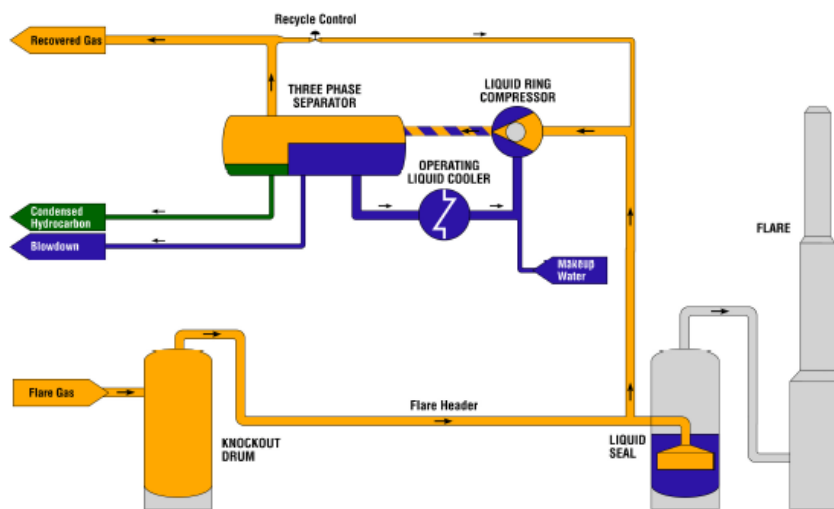 Recycle Control
Recovered Gas
THREE PHASE
SEPARATOR
LIQUID RING
COMPRESSOR
OPERATING
LIQUID COOLER
Condensed
Hydrocarbon
Blowdown
Makeup
Water
FLARE
Flare Gas
Flare Header
KNOCKOUT
DRUM
LIQUID
SEAL